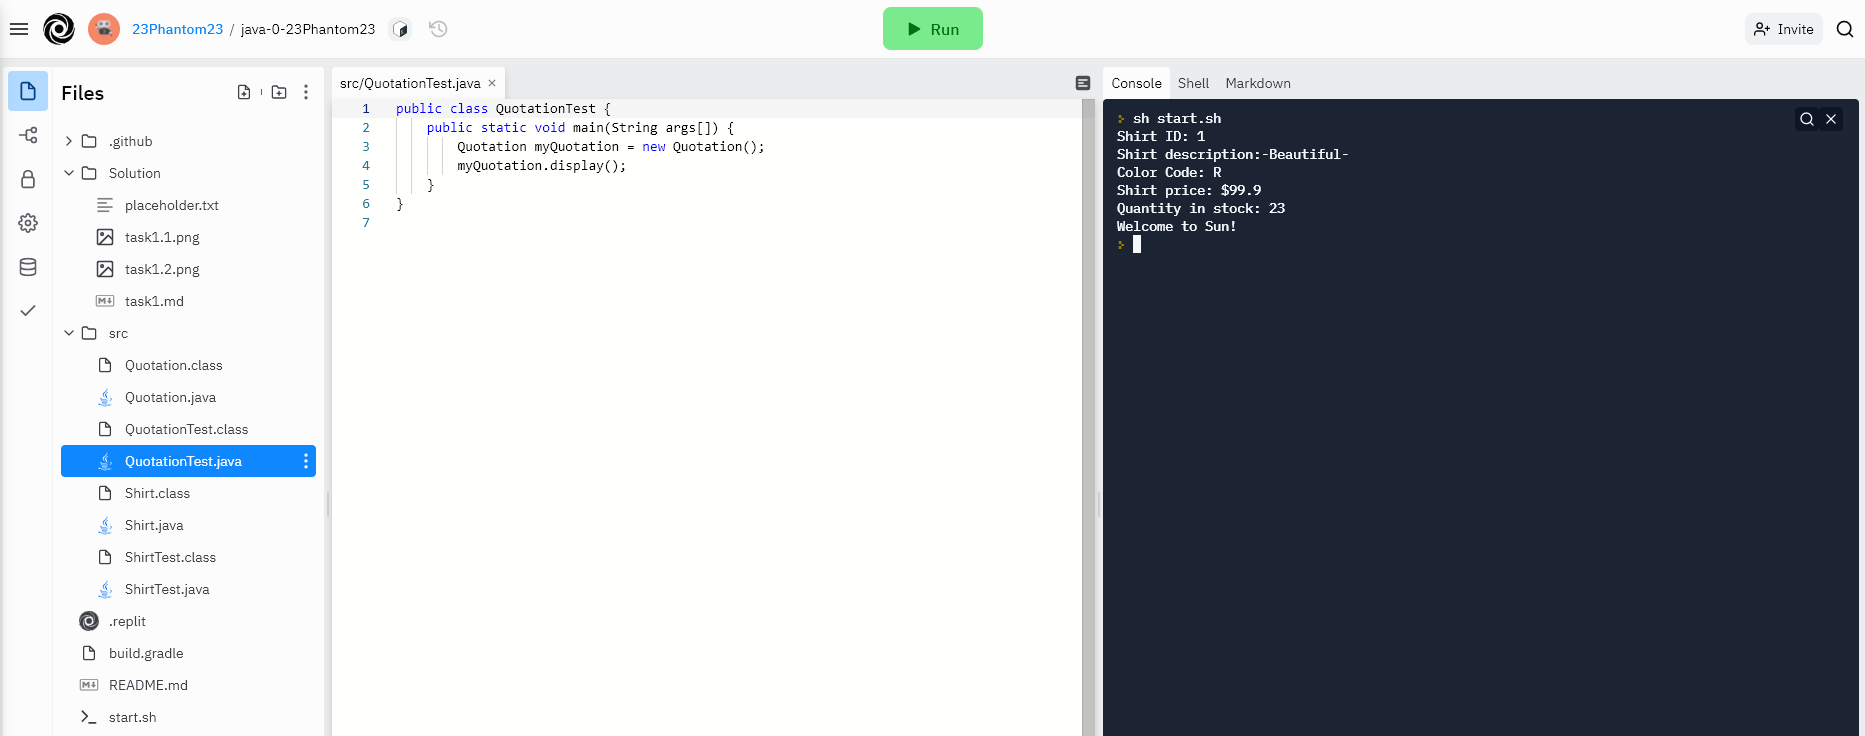 23Phantom23 / java-0-23Phantom23
Run
Invite
Files
.github
Solution
placeholder.txt
task1.1.png
task1.2.png
task1.md
src
Quotation.class
Quotation.java
QuotationTest.class
QuotationTest.java
Shirt.class
Shirt.java
ShirtTest.class
ShirtTest.java
.replit
build.gradle
README.md
start.sh
src/QuotationTest.java ×
1 public class QuotationTest {
2 public static void main(String args[]) {
3 Quotation myQuotation = new Quotation();
4 myQuotation.display();
5 }
6 }
7
Console Shell Markdown
sh start.sh
Shirt ID: 1
Shirt description:-Beautiful-
Color Code: R
Shirt price: $99.9
Quantity in stock: 23
Welcome to Sun!